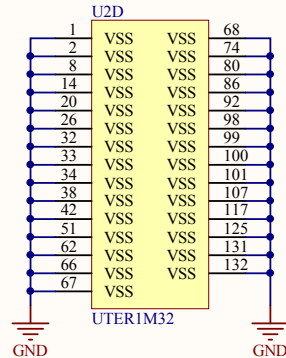 U2D
1 VSS VSS 68
2 VSS VSS 74
8 VSS VSS 80
14 VSS VSS 86
20 VSS VSS 92
26 VSS VSS 98
32 VSS VSS 99
33 VSS VSS 100
34 VSS VSS 101
38 VSS VSS 107
42 VSS VSS 117
51 VSS VSS 125
62 VSS VSS 131
66 VSS VSS 132
67 VSS
UTER1M32
GND GND